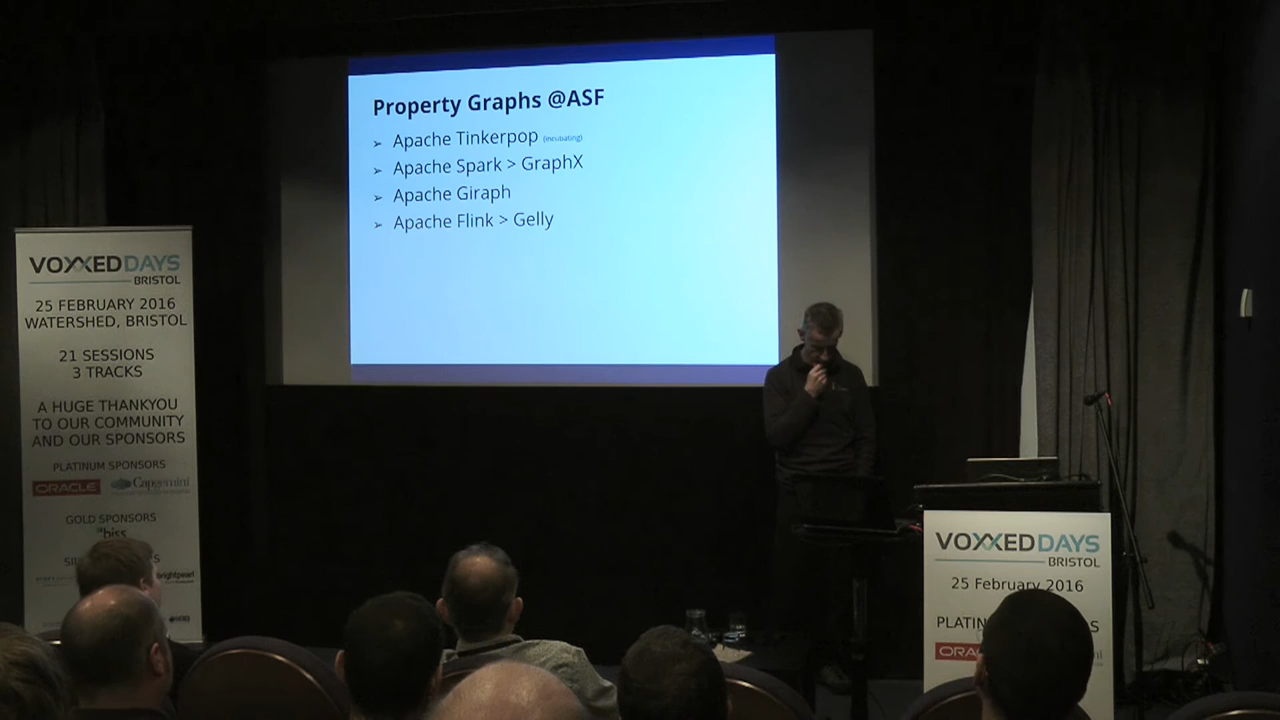 Property Graphs @ASF
➢ Apache Tinkerpop (incubating)
➢ Apache Spark > GraphX
➢ Apache Giraph
➢ Apache Flink > Gelly
VOXXEDDAYS
BRISTOL
25 FEBRUARY 2016
WATERSHED, BRISTOL
21 SESSIONS
3 TRACKS
A HUGE THANKYOU
TO OUR COMMUNITY
AND OUR SPONSORS
PLATINUM SPONSORS
ORACLE Capgemini
GOLD SPONSORS
brightpearl
VOXXEDDAYS
BRISTOL
25 February 2016